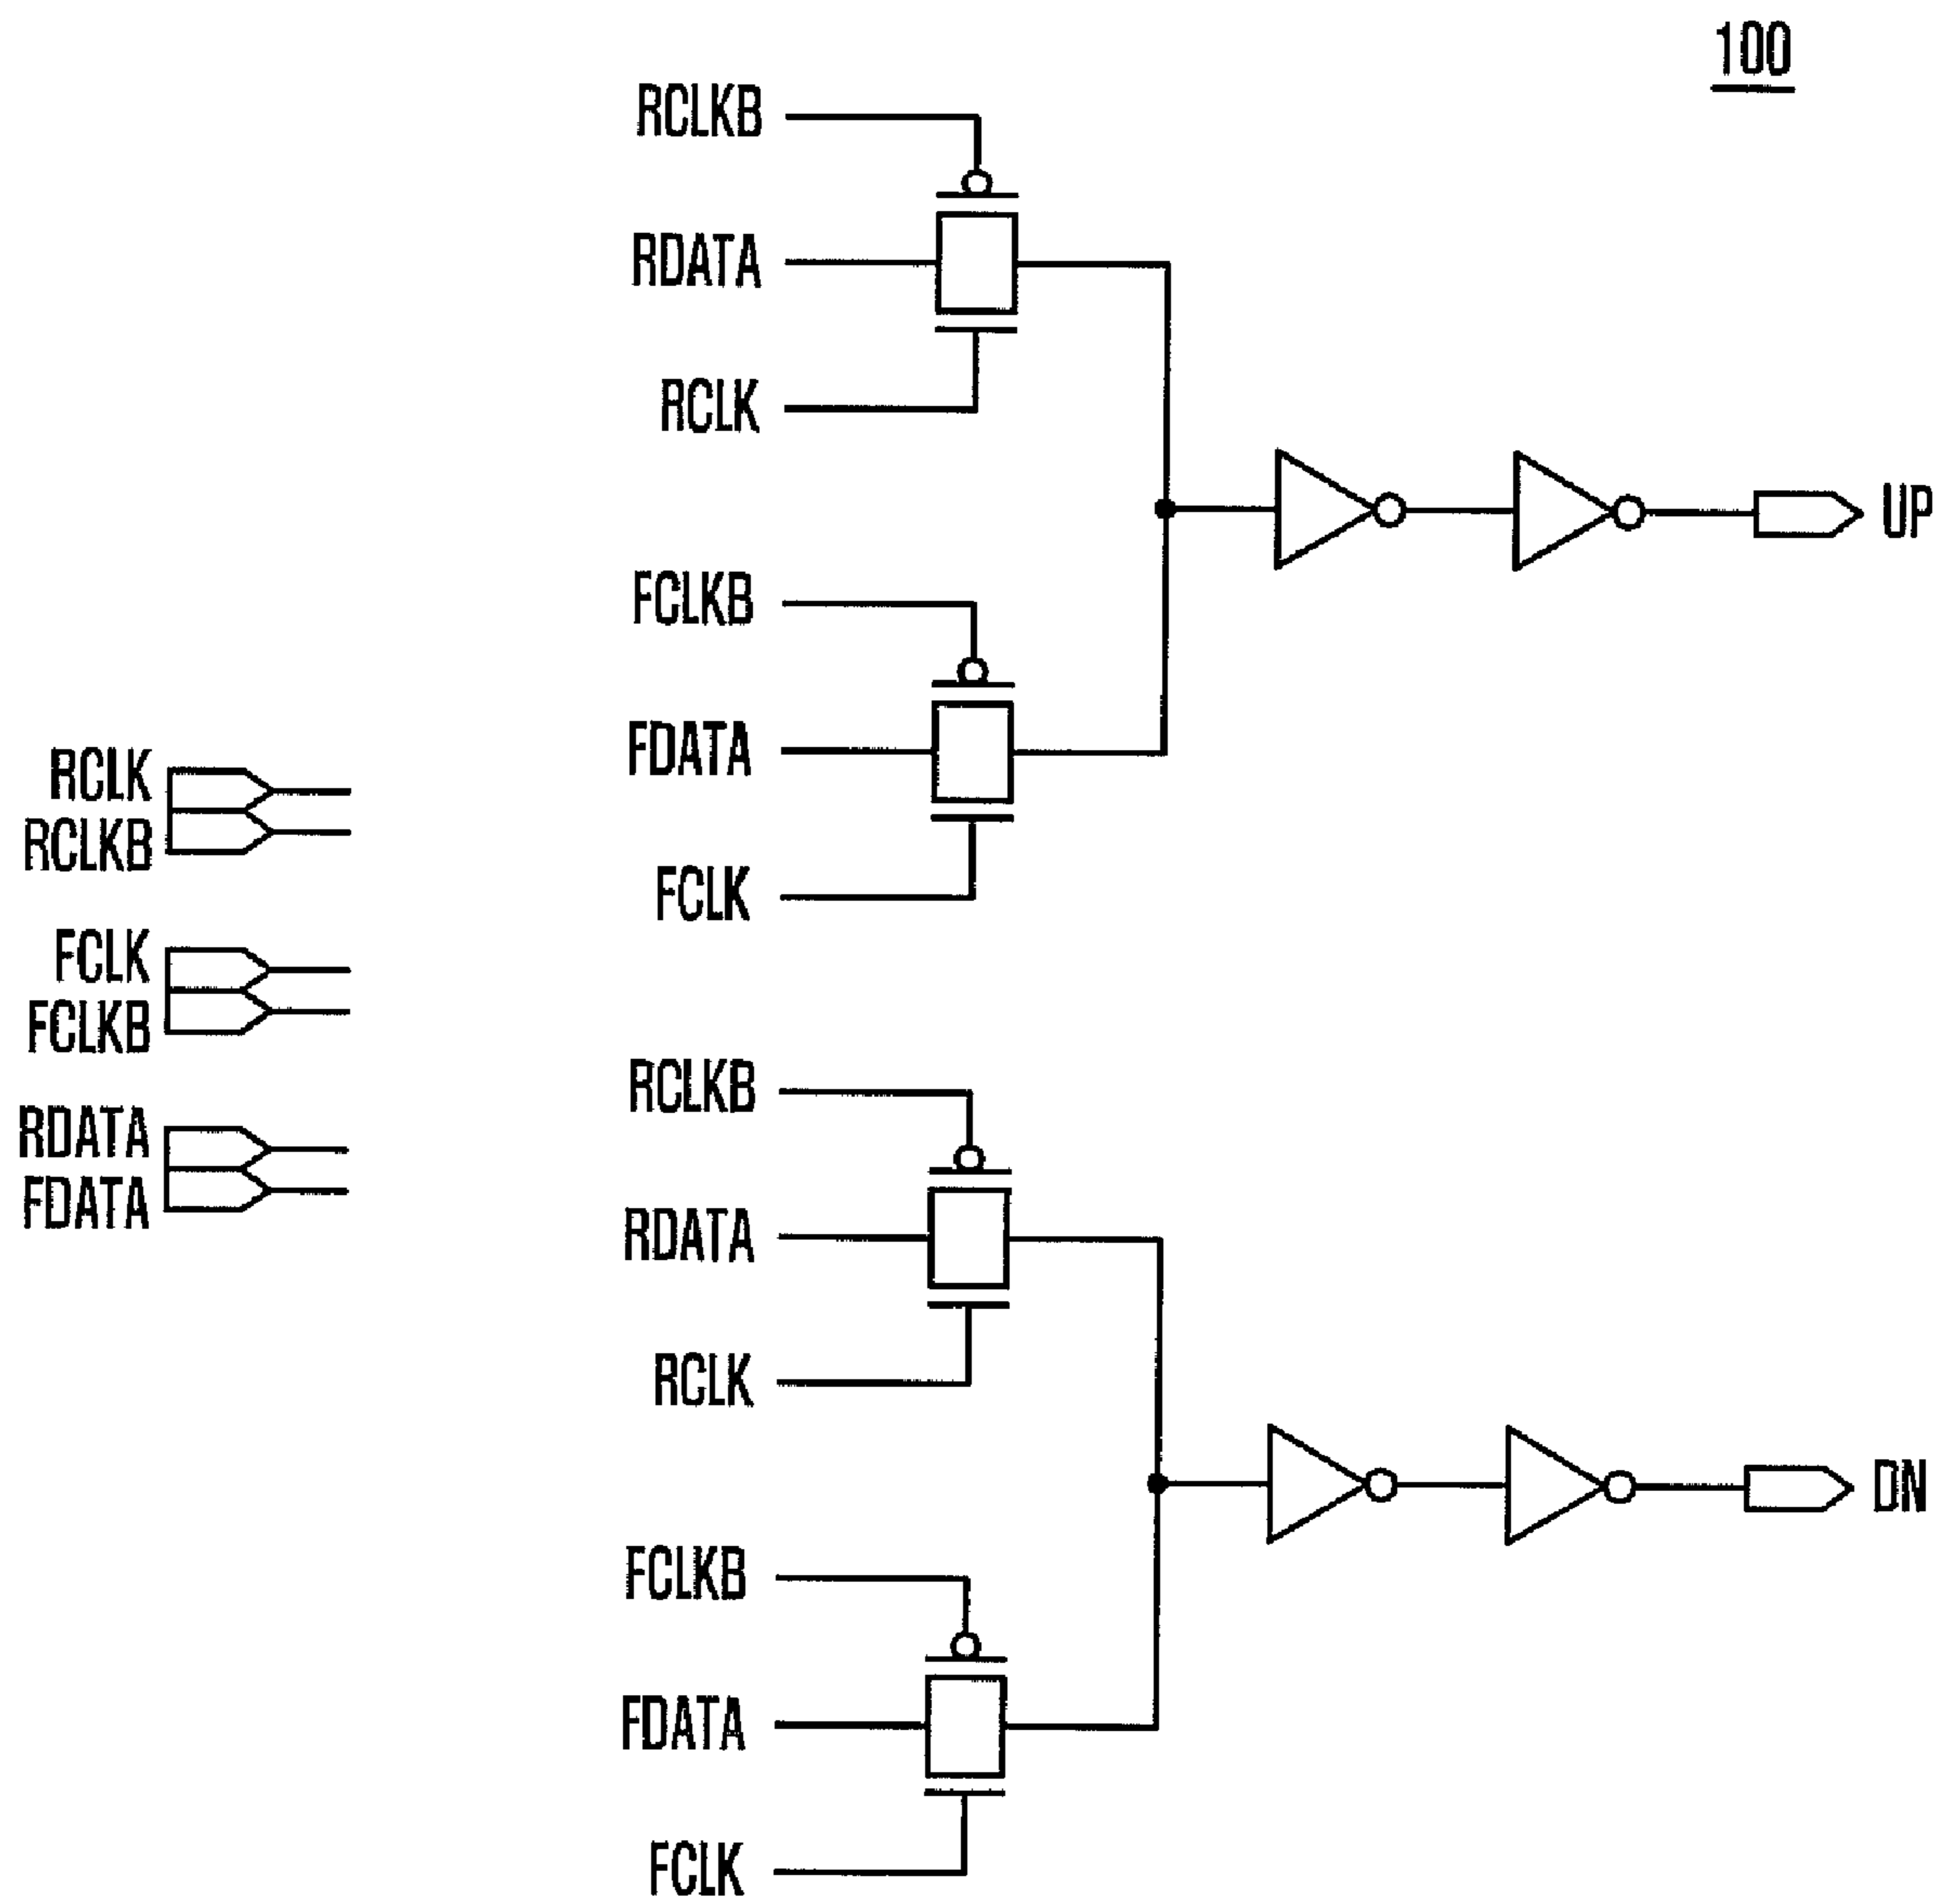 100
RCLKB
RDATA
RCLK
UP
FCLKB
FDATA
FCLK
RCLK
RCLKB
FCLK
FCLKB
RDATA
FDATA
RCLKB
RDATA
RCLK
DN
FCLKB
FDATA
FCLK